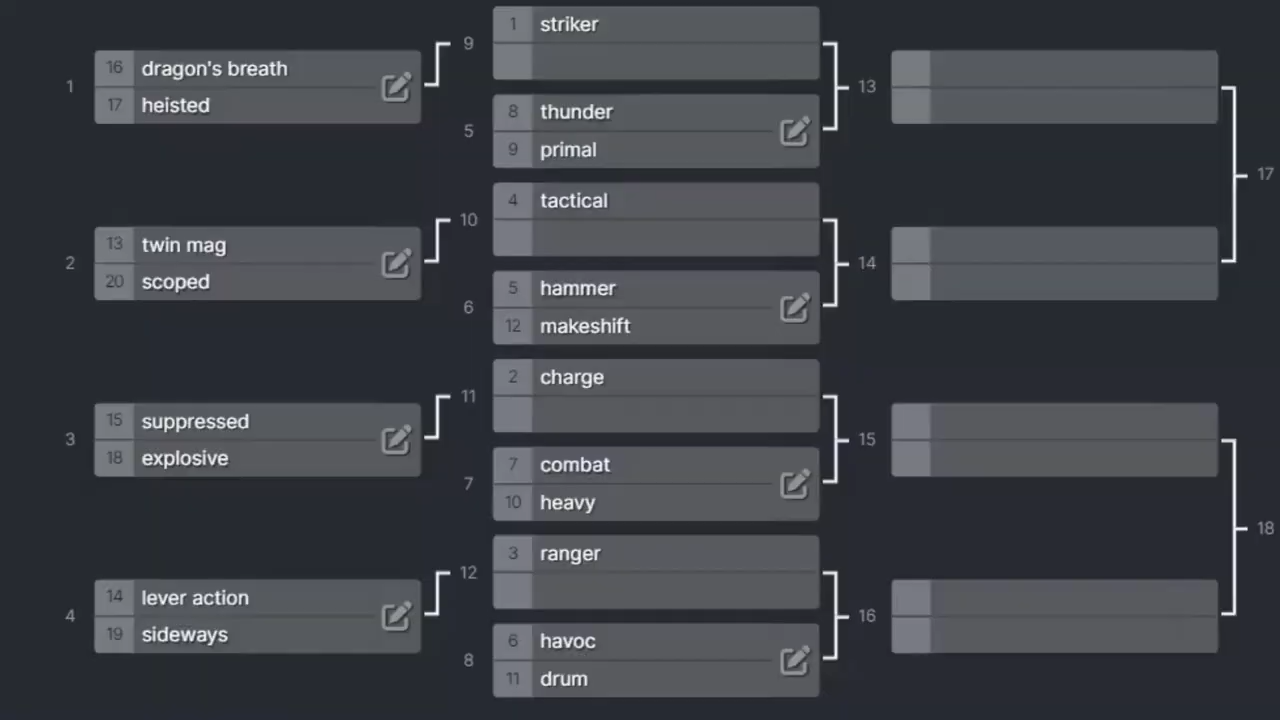 1
16 dragon's breath
17 heisted
2
13 twin mag
20 scoped
3
15 suppressed
18 explosive
4
14 lever action
19 sideways
9
1 striker
5
8 thunder
9 primal
10
4 tactical
6
5 hammer
12 makeshift
11
2 charge
7
7 combat
10 heavy
12
3 ranger
8
6 havoc
11 drum
13
14
15
16
17
18